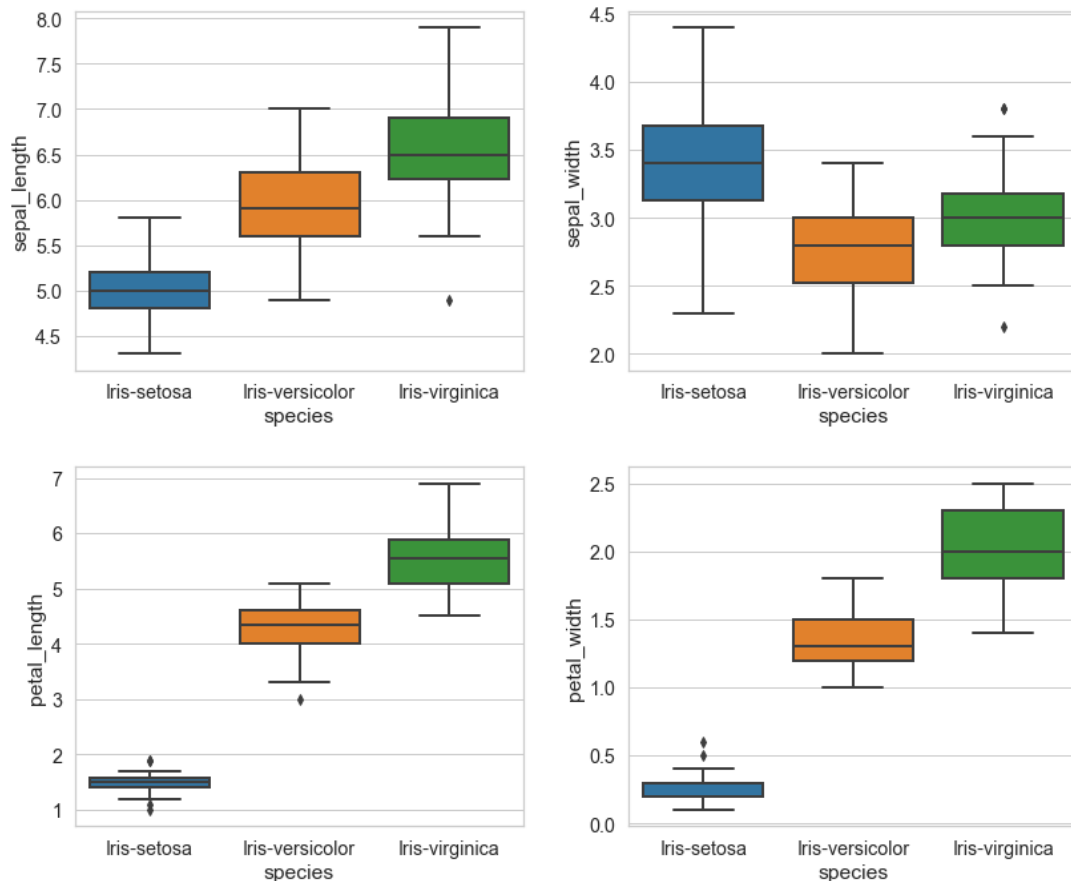 8.0
7.5
7.0
6.5
6.0
5.5
5.0
4.5
sepal_length
Iris-setosa Iris-versicolor Iris-virginica
species
4.5
4.0
3.5
3.0
2.5
2.0
sepal_width
Iris-setosa Iris-versicolor Iris-virginica
species
7
6
5
4
3
2
1
petal_length
Iris-setosa Iris-versicolor Iris-virginica
species
2.5
2.0
1.5
1.0
0.5
0.0
petal_width
Iris-setosa Iris-versicolor Iris-virginica
species